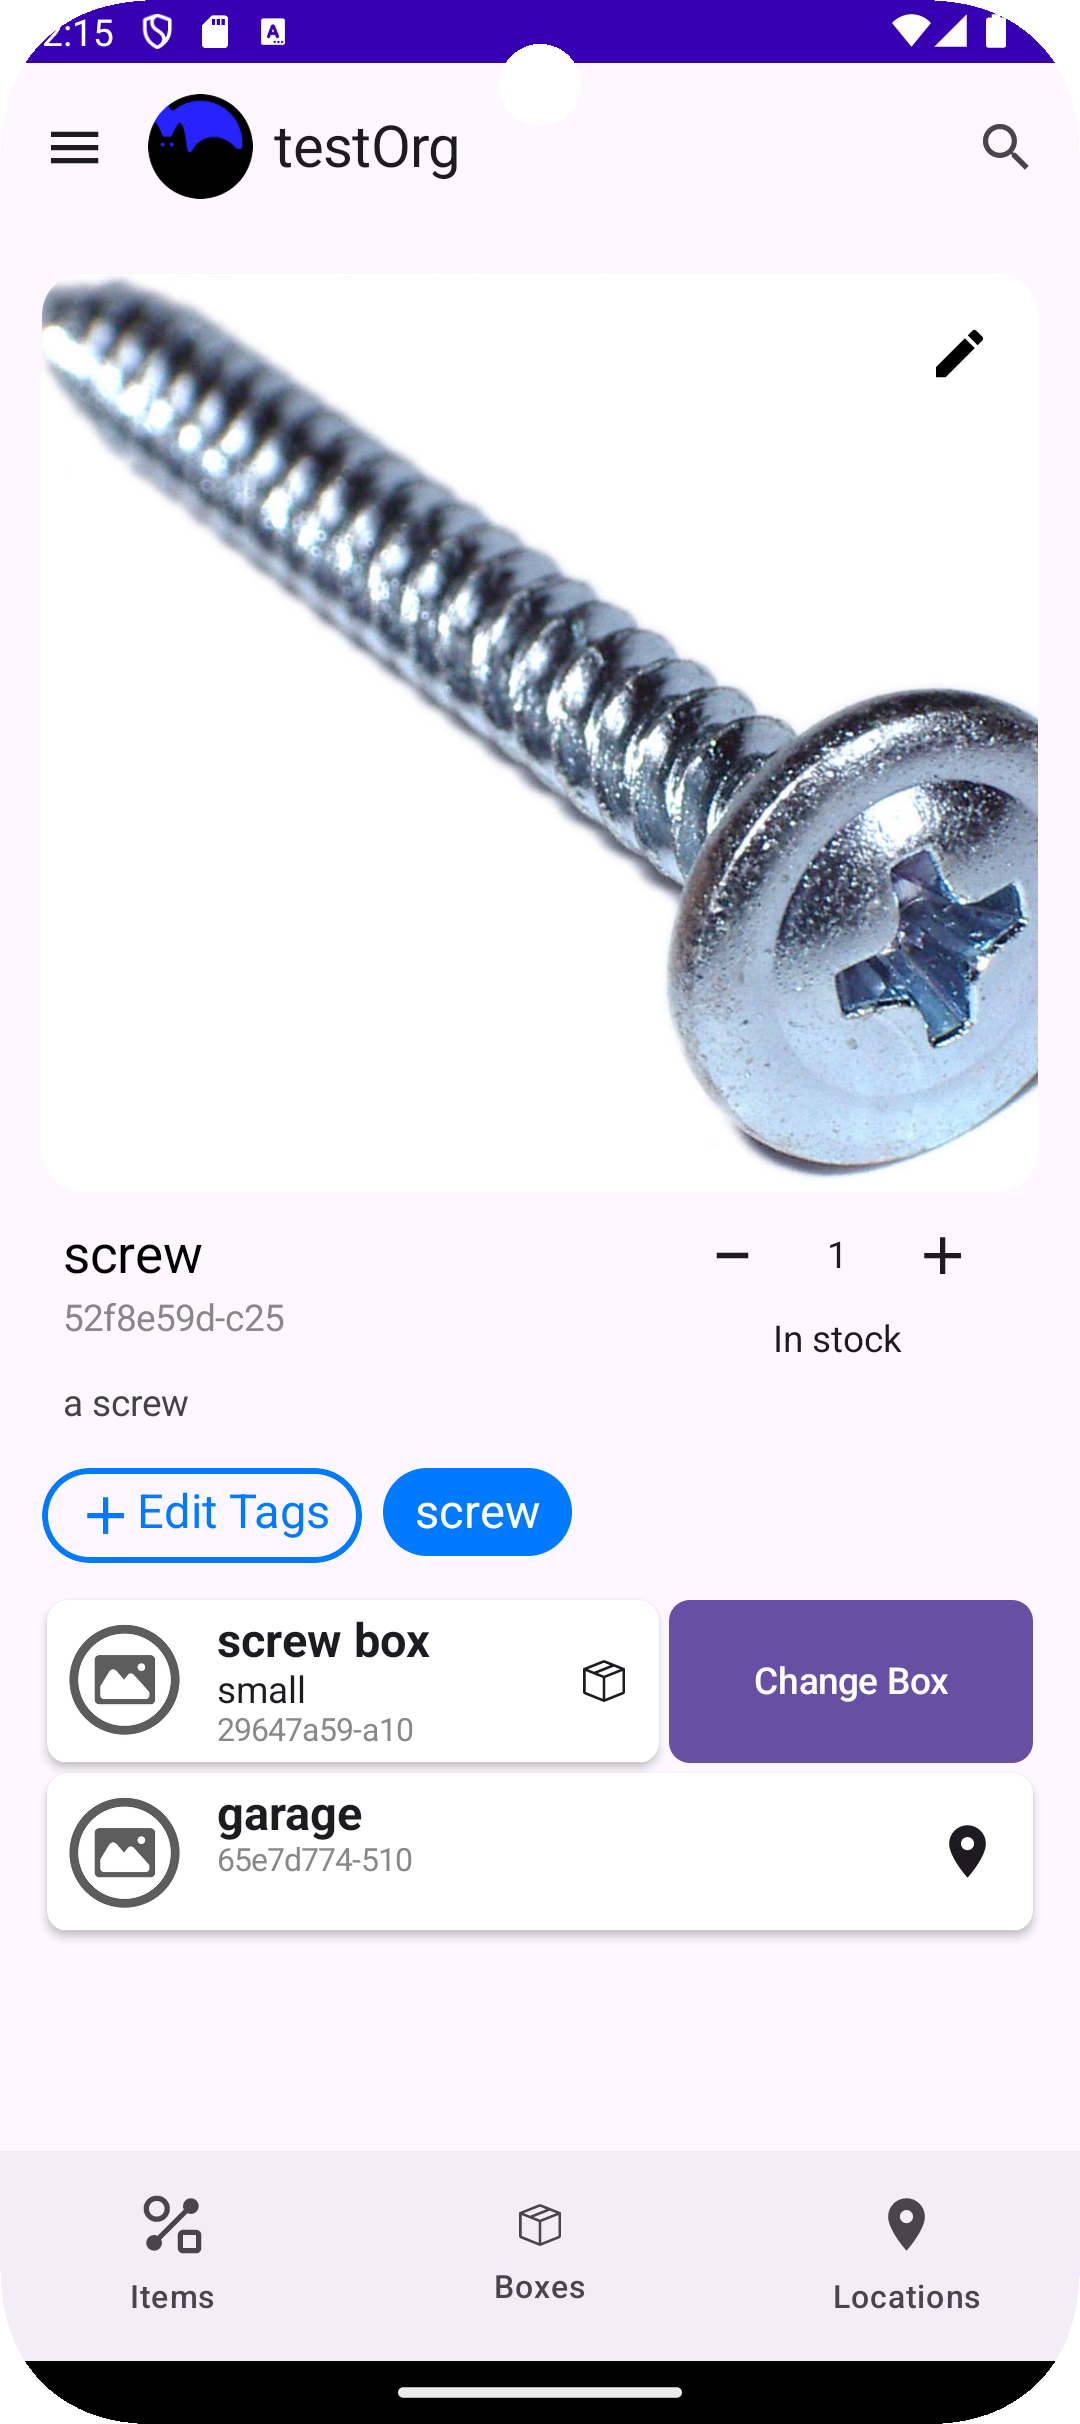 2:15
testOrg
screw
1
52f8e59d-c25
In stock
a screw
Edit Tags
screw
screw box
small
29647a59-a10
Change Box
garage
65e7d774-510
Items
Boxes
Locations